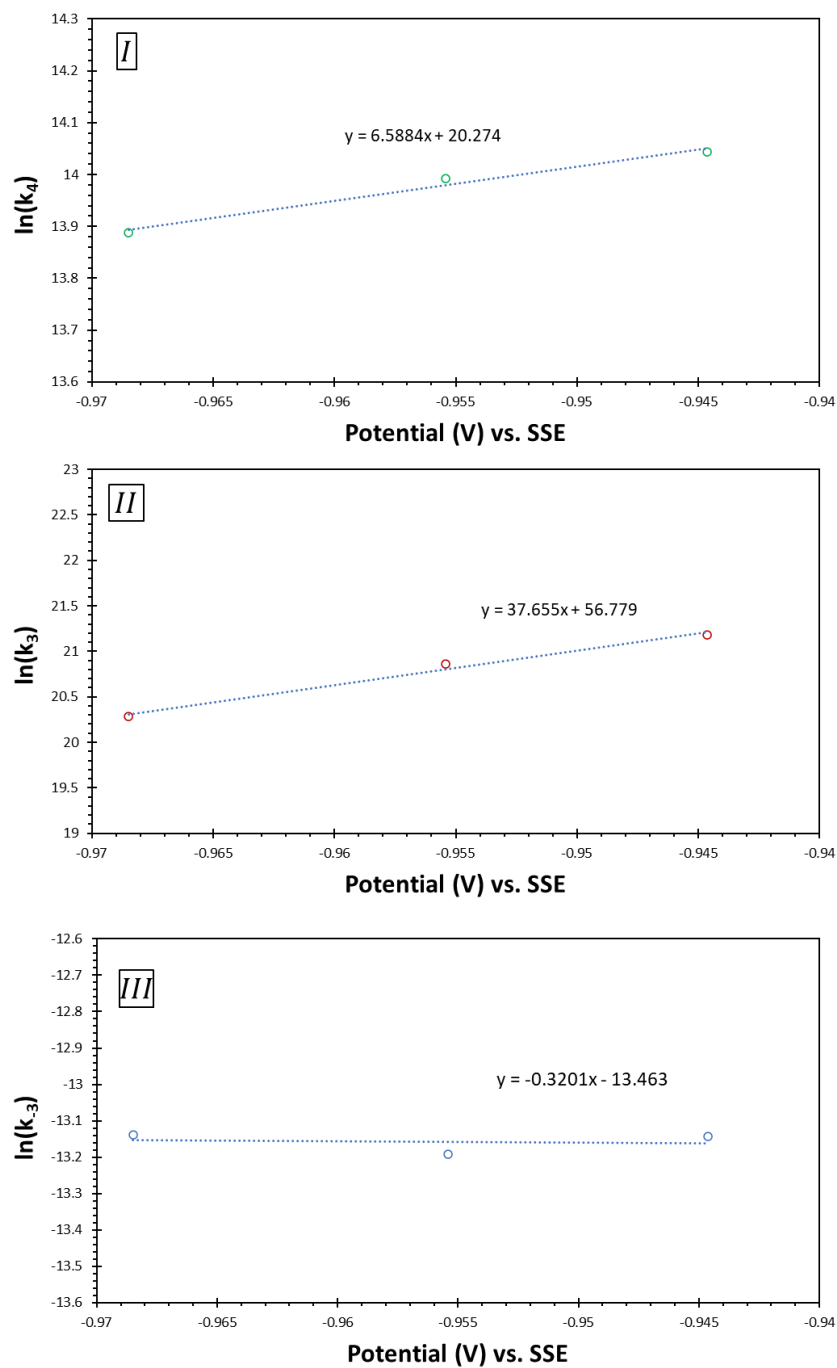 I
14.3
14.2
14.1
14
13.9
13.8
13.7
13.6
ln(k₄)
y = 6.5884x + 20.274
-0.97 -0.965 -0.96 -0.955 -0.95 -0.945 -0.94
Potential (V) vs. SSE
II
23
22.5
22
21.5
21
20.5
20
19.5
19
ln(k₃)
y = 37.655x + 56.779
-0.97 -0.965 -0.96 -0.955 -0.95 -0.945 -0.94
Potential (V) vs. SSE
III
-12.6
-12.7
-12.8
-12.9
-13
-13.1
-13.2
-13.3
-13.4
-13.5
-13.6
ln(k₋₃)
y = -0.3201x - 13.463
-0.97 -0.965 -0.96 -0.955 -0.95 -0.945 -0.94
Potential (V) vs. SSE